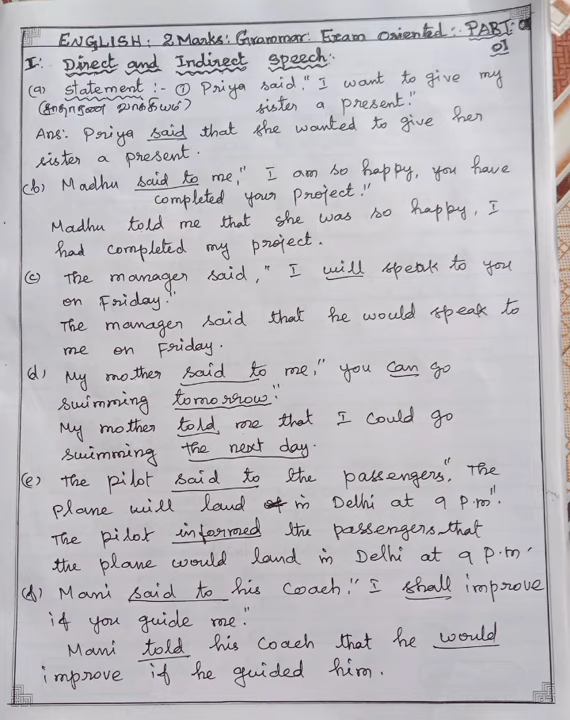 ENGLISH: 2 Marks: Grammar: Exam Oriented:- PART:
01
I: Direct and Indirect Speech:
(a) Statement :- ① Priya said," I want to give my
(சாதாரண வாக்கியம்) sister a present."
Ans:- Priya said that she wanted to give her
sister a present.
(b) Madhu said to me," I am so happy, you have
completed your Project."
Madhu told me that she was so happy, I
had completed my project.
(c) The manager said," I will speak to you
on Friday."
The manager said that he would speak to
me on Friday.
(d) My mother said to me," you can go
swimming tomorrow."
My mother told me that I could go
swimming the next day.
(e) The pilot said to the passengers," The
plane will land in Delhi at 9 p.m".
The pilot informed the passengers that
the plane would land in Delhi at 9 p.m.
(f) Mani said to his Coach," I shall improve
if you guide me."
Mani told his Coach that he would
improve if he guided him.